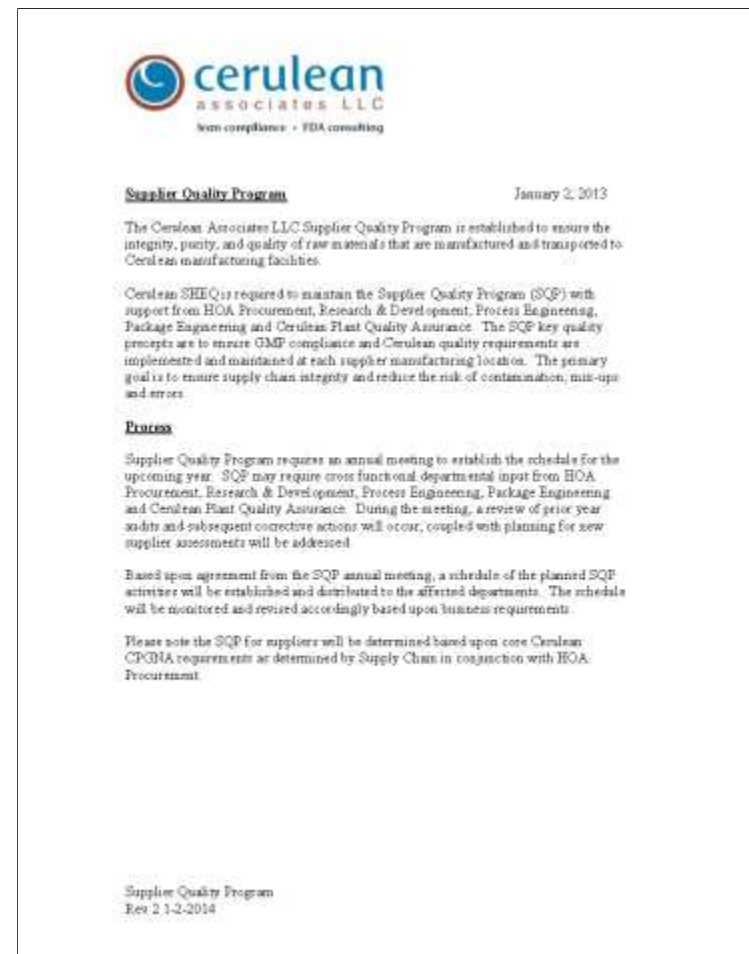 cerulean
associates LLC
lean compliance • FDA consulting
Supplier Quality Program January 2, 2013
The Cerulean Associates LLC Supplier Quality Program is established to ensure the
integrity, purity, and quality of raw materials that are manufactured and transported to
Cerulean manufacturing facilities.
Cerulean SHEQ is required to maintain the Supplier Quality Program (SQP) with
support from HOA Procurement, Research & Development, Process Engineering,
Package Engineering and Cerulean Plant Quality Assurance. The SQP key quality
precepts are to ensure GMP compliance and Cerulean quality requirements are
implemented and maintained at each supplier manufacturing location. The primary
goal is to ensure supply chain integrity and reduce the risk of contamination, mix-ups
and errors.
Process
Supplier Quality Program requires an annual meeting to establish the schedule for the
upcoming year. SQP may require cross functional departmental input from HOA
Procurement, Research & Development, Process Engineering, Package Engineering
and Cerulean Plant Quality Assurance. During the meeting, a review of prior year
audits and subsequent corrective actions will occur, coupled with planning for new
supplier assessments will be addressed.
Based upon agreement from the SQP annual meeting, a schedule of the planned SQP
activities will be established and distributed to the affected departments. The schedule
will be monitored and revised accordingly based upon business requirements.
Please note the SQP for suppliers will be determined based upon core Cerulean
CPGNA requirements as determined by Supply Chain in conjunction with HOA
Procurement.
Supplier Quality Program
Rev 2 1-2-2014